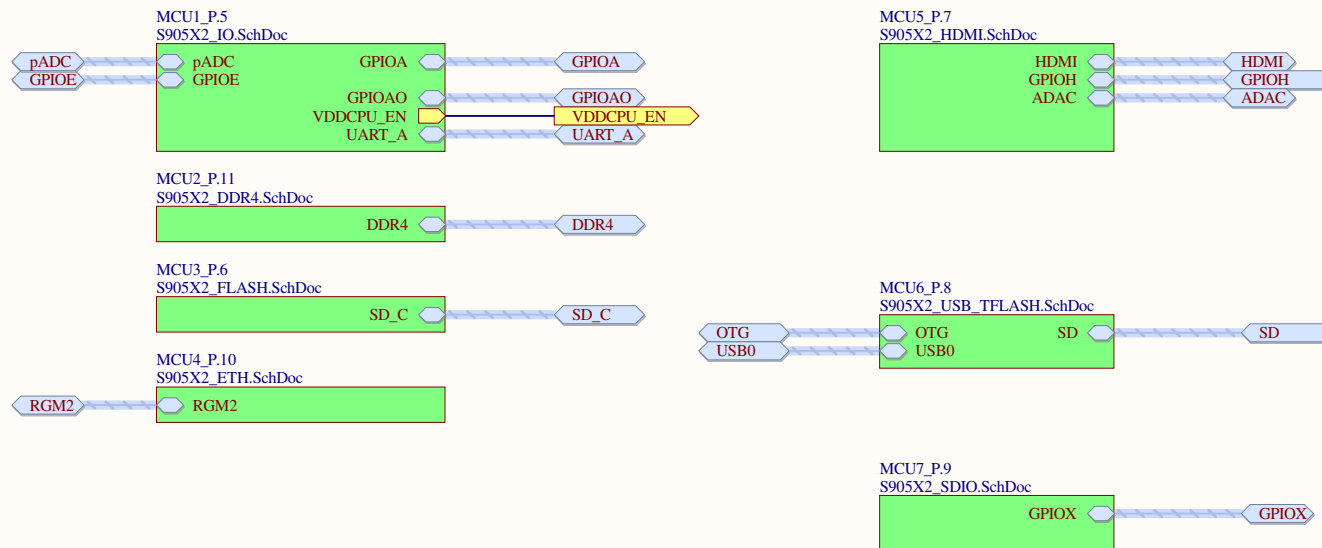 MCU1_P.5
S905X2_IO.SchDoc
pADC pADC GPIOA GPIOA
GPIOE GPIOE
GPIOAO GPIOAO
VDDCPU_EN VDDCPU_EN
UART_A UART_A
MCU2_P.11
S905X2_DDR4.SchDoc
DDR4 DDR4
MCU3_P.6
S905X2_FLASH.SchDoc
SD_C SD_C
MCU4_P.10
S905X2_ETH.SchDoc
RGM2 RGM2
MCU5_P.7
S905X2_HDMI.SchDoc
HDMI HDMI
GPIOH GPIOH
ADAC ADAC
MCU6_P.8
S905X2_USB_TFLASH.SchDoc
OTG OTG SD SD
USB0 USB0
MCU7_P.9
S905X2_SDIO.SchDoc
GPIOX GPIOX